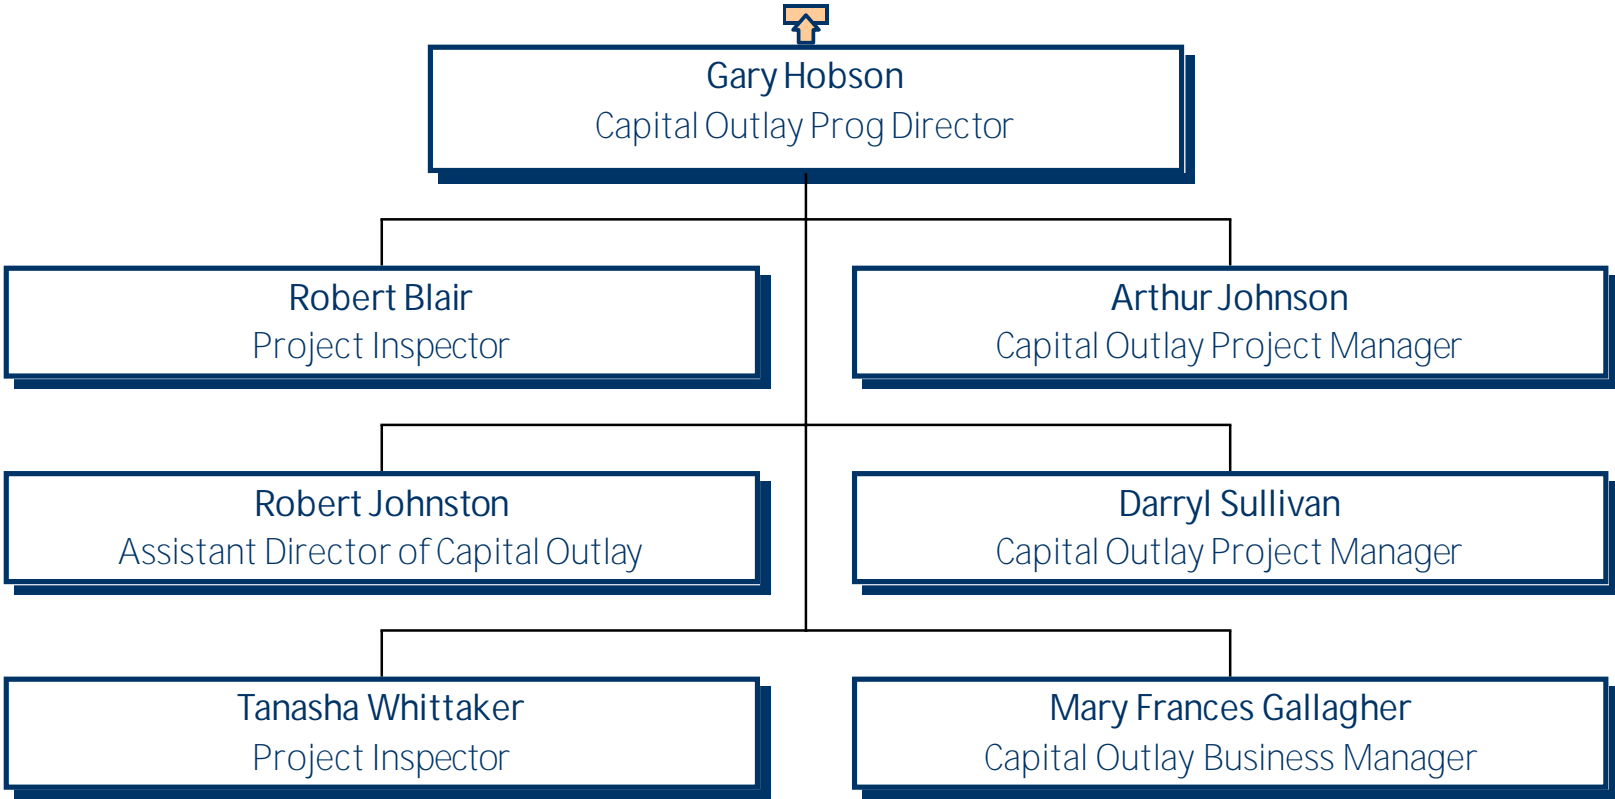 Gary Hobson
Capital Outlay Prog Director
Robert Blair
Project Inspector
Arthur Johnson
Capital Outlay Project Manager
Robert Johnston
Assistant Director of Capital Outlay
Darryl Sullivan
Capital Outlay Project Manager
Tanasha Whittaker
Project Inspector
Mary Frances Gallagher
Capital Outlay Business Manager